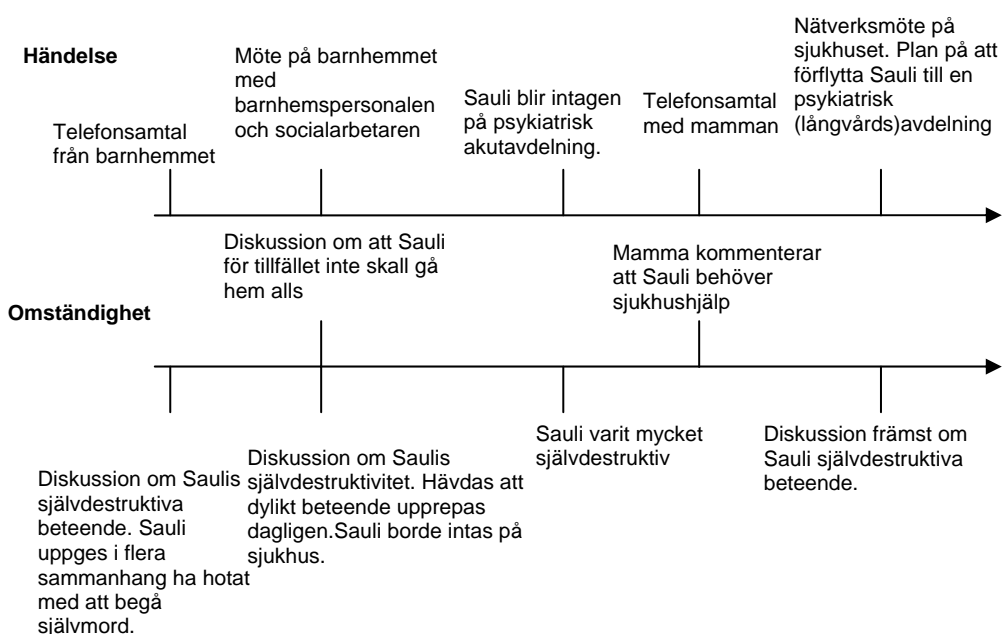 Händelse
Telefonsamtal
från barnhemmet
Möte på barnhemmet
med
barnhemspersonalen
och socialarbetaren
Sauli blir intagen
på psykiatrisk
akutavdelning.
Telefonsamtal
med mamman
Nätverksmöte på
sjukhuset. Plan på att
förflytta Sauli till en
psykiatrisk
(långvårds)avdelning
Diskussion om att Sauli
för tillfället inte skall gå
hem alls
Mamma kommenterar
att Sauli behöver
sjukhushjälp
Omständighet
Diskussion om Saulis
självdestruktiva
beteende. Sauli
uppges i flera
sammanhang ha hotat
med att begå
självmord.
Diskussion om Saulis
självdestruktivitet. Hävdas att
dylikt beteende upprepas
dagligen.Sauli borde intas på
sjukhus.
Sauli varit mycket
självdestruktiv
Diskussion främst om
Sauli självdestruktiva
beteende.